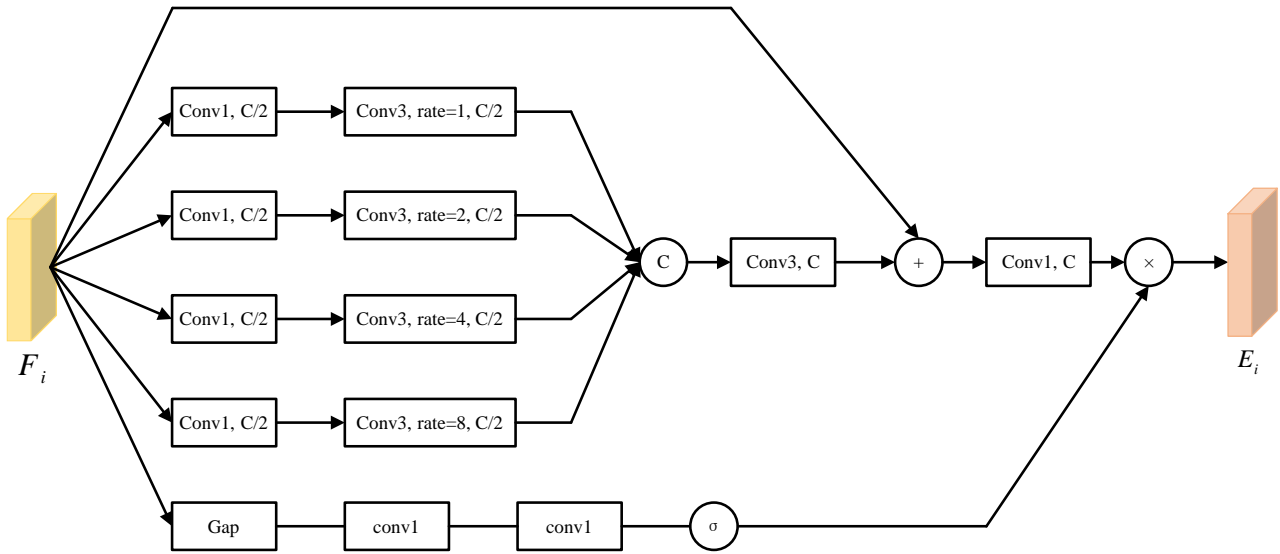 Conv1, C/2
Conv3, rate=1, C/2
Conv1, C/2
Conv3, rate=2, C/2
C
Conv3, C
+
Conv1, C
×
Conv1, C/2
Conv3, rate=4, C/2
F i
E i
Conv1, C/2
Conv3, rate=8, C/2
Gap
conv1
conv1
σ